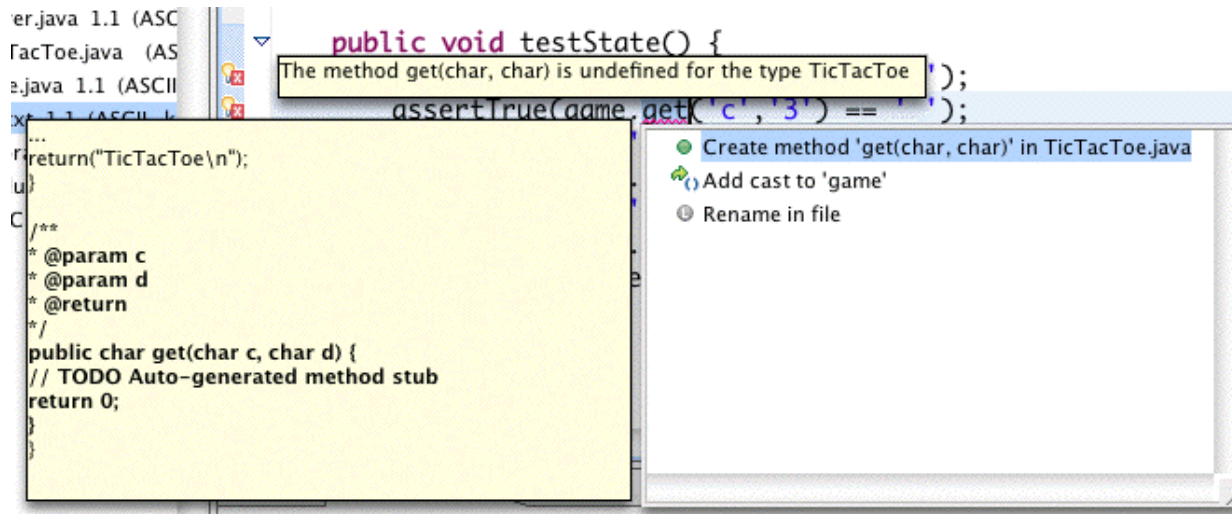 er.java 1.1 (ASC
TacToe.java (AS
e.java 1.1 (ASCII
public void testState() {
The method get(char, char) is undefined for the type TicTacToe
');
assertTrue(game.get('c','3') == ' ');
...
return("TicTacToe\n");
}
/**
* @param c
* @param d
* @return
*/
public char get(char c, char d) {
// TODO Auto-generated method stub
return 0;
}
}
Create method 'get(char, char)' in TicTacToe.java
Add cast to 'game'
Rename in file